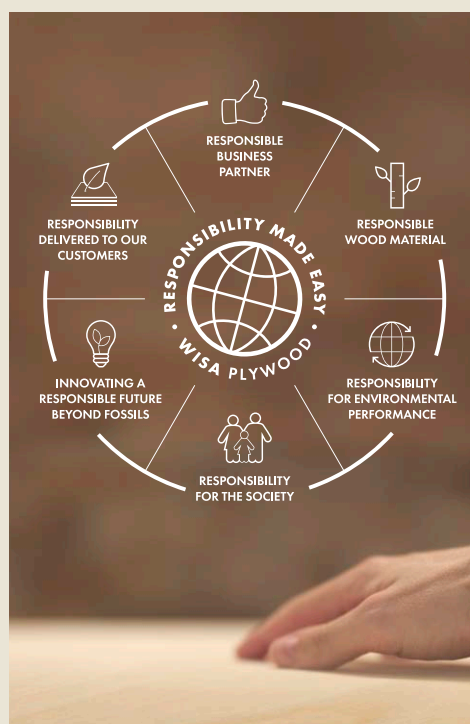 RESPONSIBLE
BUSINESS
PARTNER
RESPONSIBILITY
DELIVERED TO OUR
CUSTOMERS
RESPONSIBLE
WOOD MATERIAL
RESPONSIBILITY MADE EASY
• WISA PLYWOOD •
INNOVATING A
RESPONSIBLE FUTURE
BEYOND FOSSILS
RESPONSIBILITY
FOR ENVIRONMENTAL
PERFORMANCE
RESPONSIBILITY
FOR THE SOCIETY